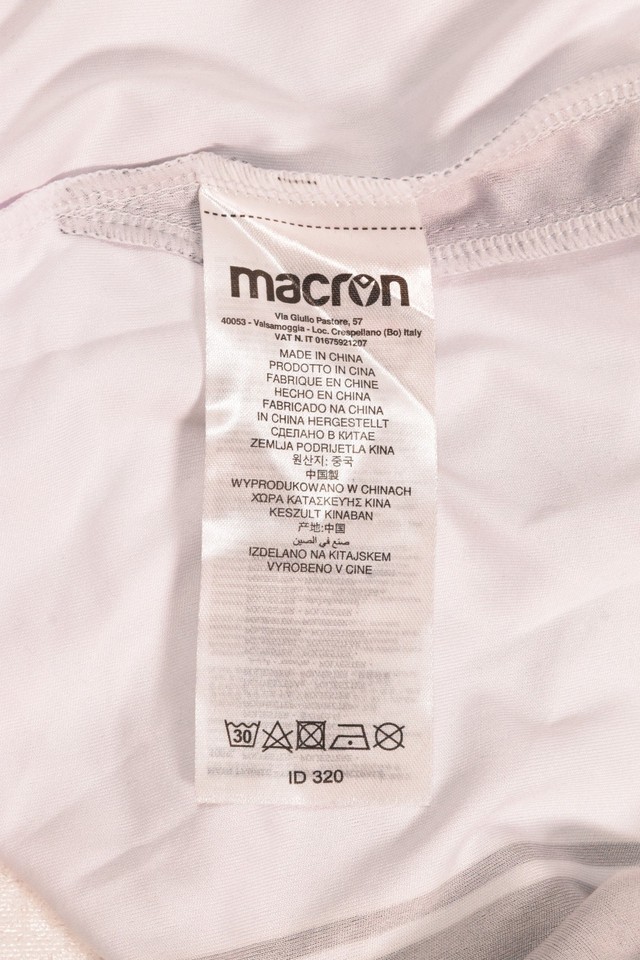 macron
Via Giulio Pastore, 57
40053 - Valsamoggia - Loc. Crespellano (Bo) Italy
VAT N. IT 01675921207
MADE IN CHINA
PRODOTTO IN CINA
FABRIQUE EN CHINE
HECHO EN CHINA
FABRICADO NA CHINA
IN CHINA HERGESTELLT
СДЕЛАНО В КИТАЕ
ZEMLJA PODRIJETLA KINA
원산지: 중국
中国製
WYPRODUKOWANO W CHINACH
ΧΩΡΑ ΚΑΤΑΣΚΕΥΗΣ ΚΙΝΑ
KESZULT KINABAN
产地:中国
صنع في الصين
IZDELANO NA KITAJSKEM
VYROBENO V CINE
30
ID 320